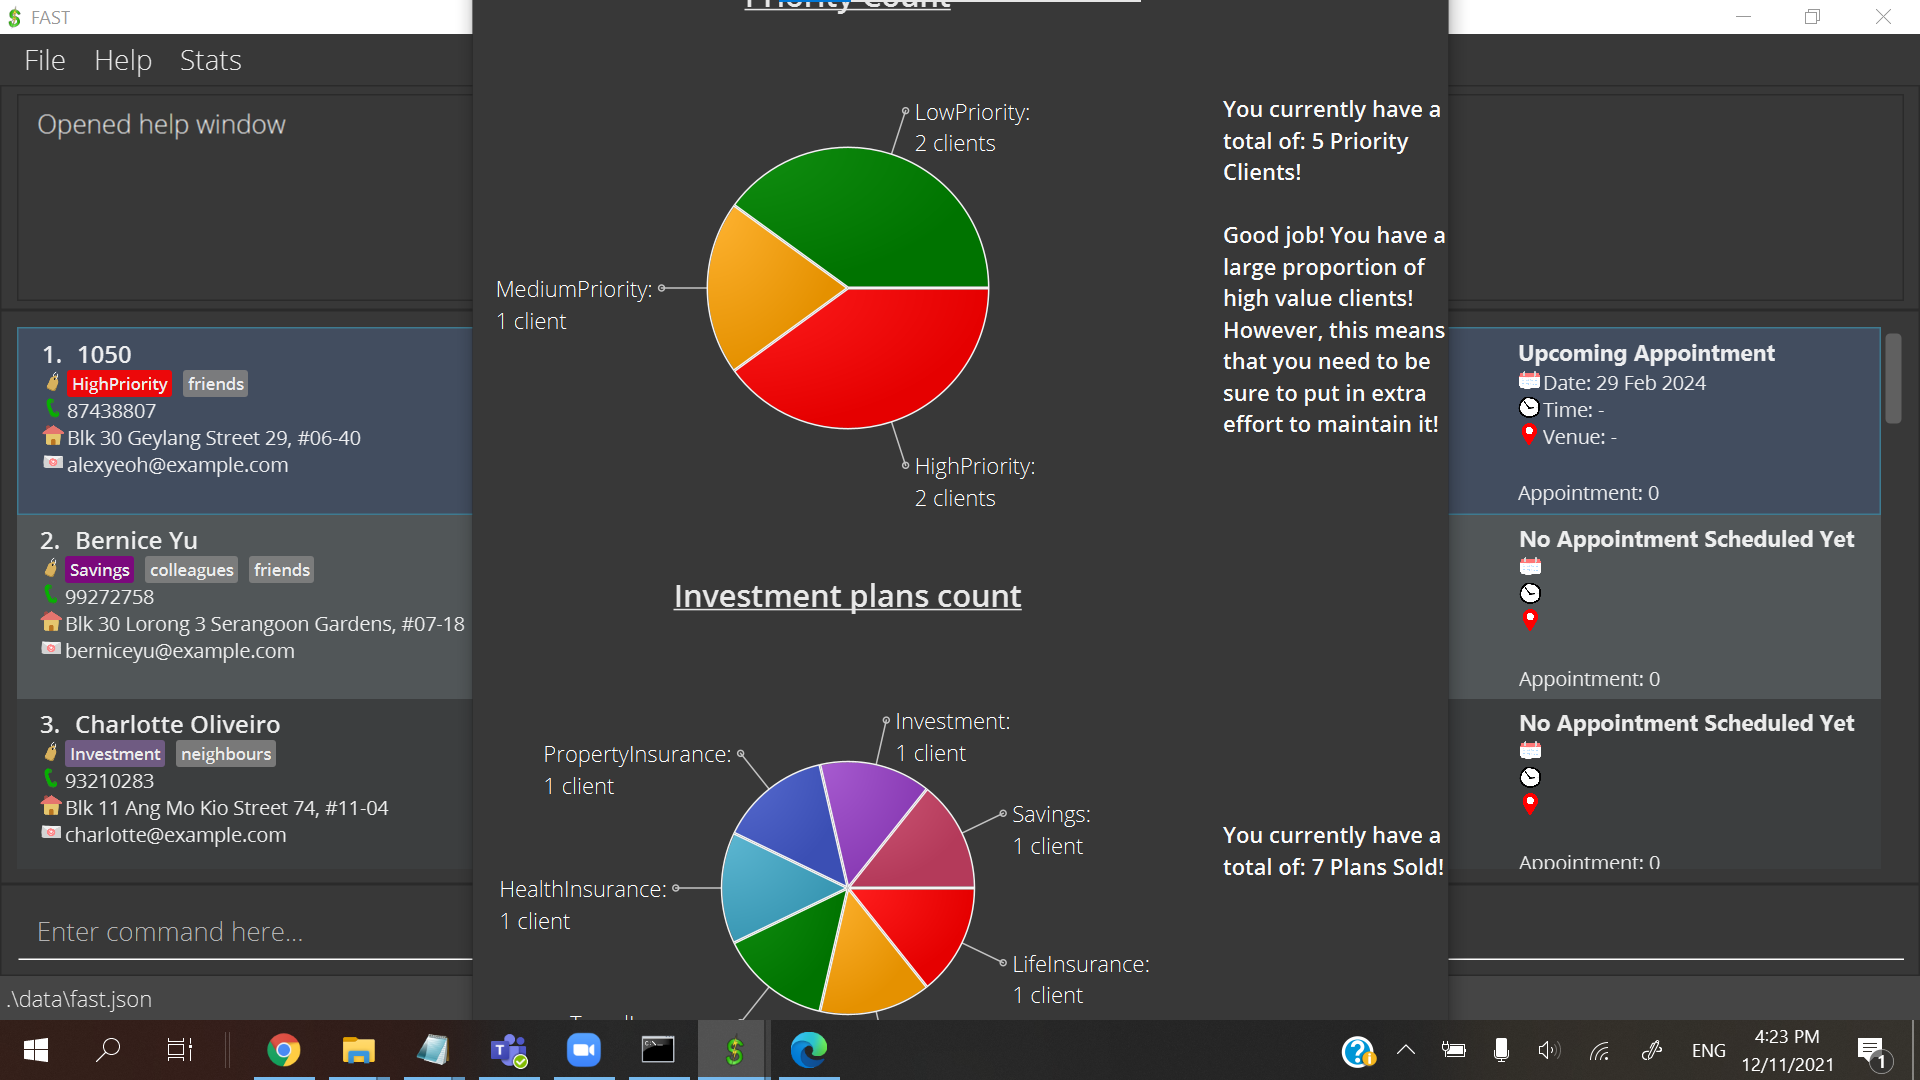 FAST
File Help Stats
Opened help window
1. 1050
HighPriority friends
87438807
Blk 30 Geylang Street 29, #06-40
alexyeoh@example.com
2. Bernice Yu
Savings colleagues friends
99272758
Blk 30 Lorong 3 Serangoon Gardens, #07-18
berniceyu@example.com
3. Charlotte Oliveiro
Investment neighbours
93210283
Blk 11 Ang Mo Kio Street 74, #11-04
charlotte@example.com
Enter command here...
.\data\fast.json
Priority Count
LowPriority:
2 clients
MediumPriority:
1 client
HighPriority:
2 clients
You currently have a
total of: 5 Priority
Clients!
Good job! You have a
large proportion of
high value clients!
However, this means
that you need to be
sure to put in extra
effort to maintain it!
Investment plans count
Investment:
1 client
PropertyInsurance:
1 client
Savings:
1 client
HealthInsurance:
1 client
LifeInsurance:
1 client
You currently have a
total of: 7 Plans Sold!
Upcoming Appointment
Date: 29 Feb 2024
Time: -
Venue: -
Appointment: 0
No Appointment Scheduled Yet
Appointment: 0
No Appointment Scheduled Yet
Appointment: 0
ENG
4:23 PM
12/11/2021
1